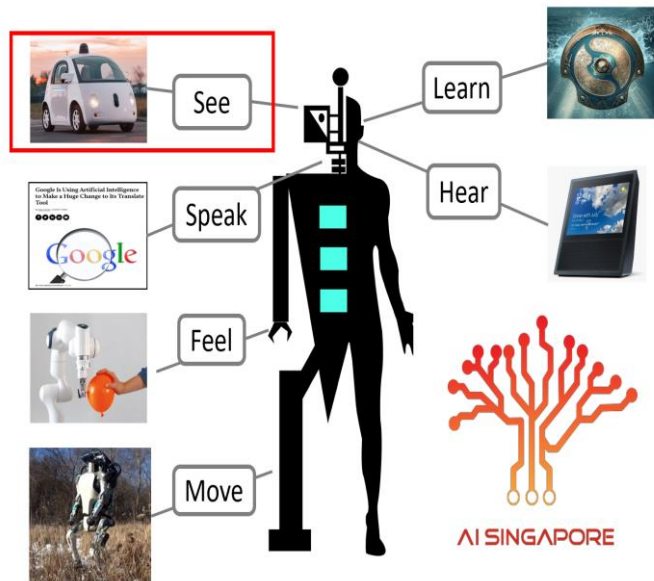 See
Learn
Google Is Using Artificial Intelligence
to Make a Huge Change to Its Translate
Tool
Speak
Hear
Google
Feel
Move
AI SINGAPORE